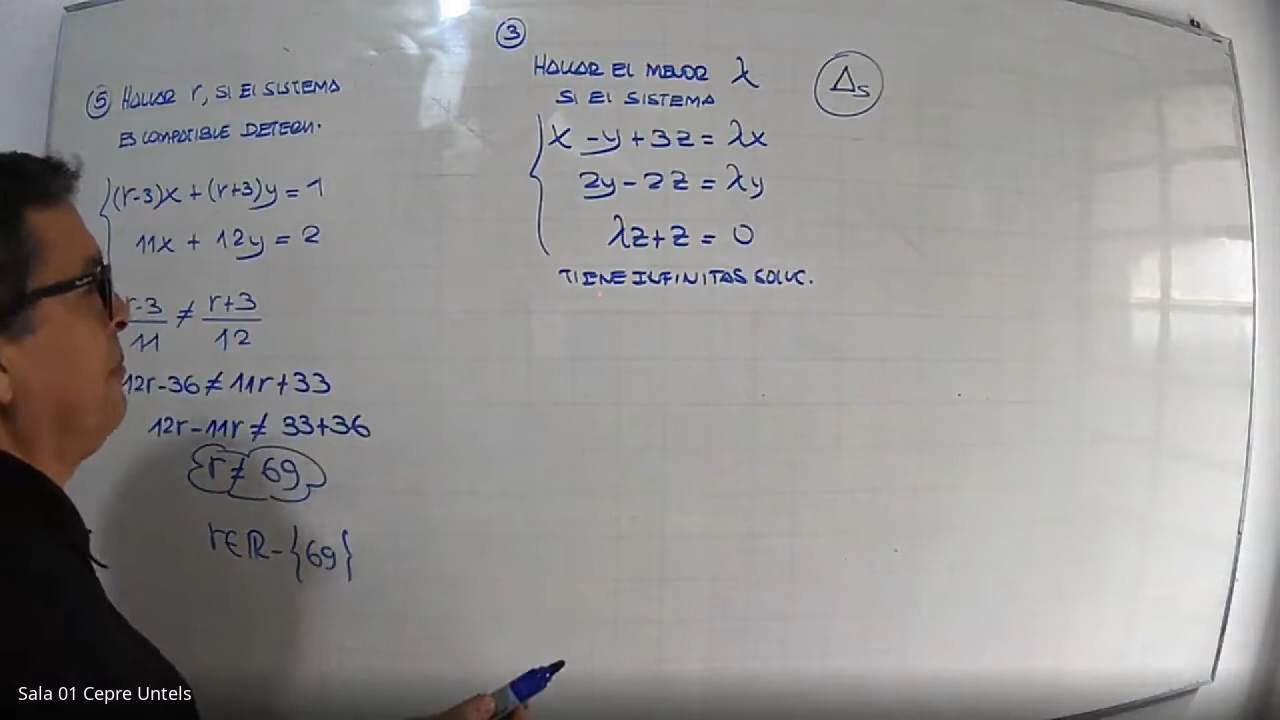 ⑤ HALLAR r, SI EL SISTEMA
ES COMPATIBLE DETERM.
(r-3)x + (r+3)y = 1
11x + 12y = 2
r-3/11 ≠ r+3/12
12r-36 ≠ 11r+33
12r-11r ≠ 33+36
r ≠ 69
r∈ℝ-{69}
③
HALLAR EL MENOR λ
SI EL SISTEMA
x - y + 3z = λx
2y - 2z = λy
λz + z = 0
TIENE INFINITAS SOLUC.
Δs
Sala 01 Cepre Untels